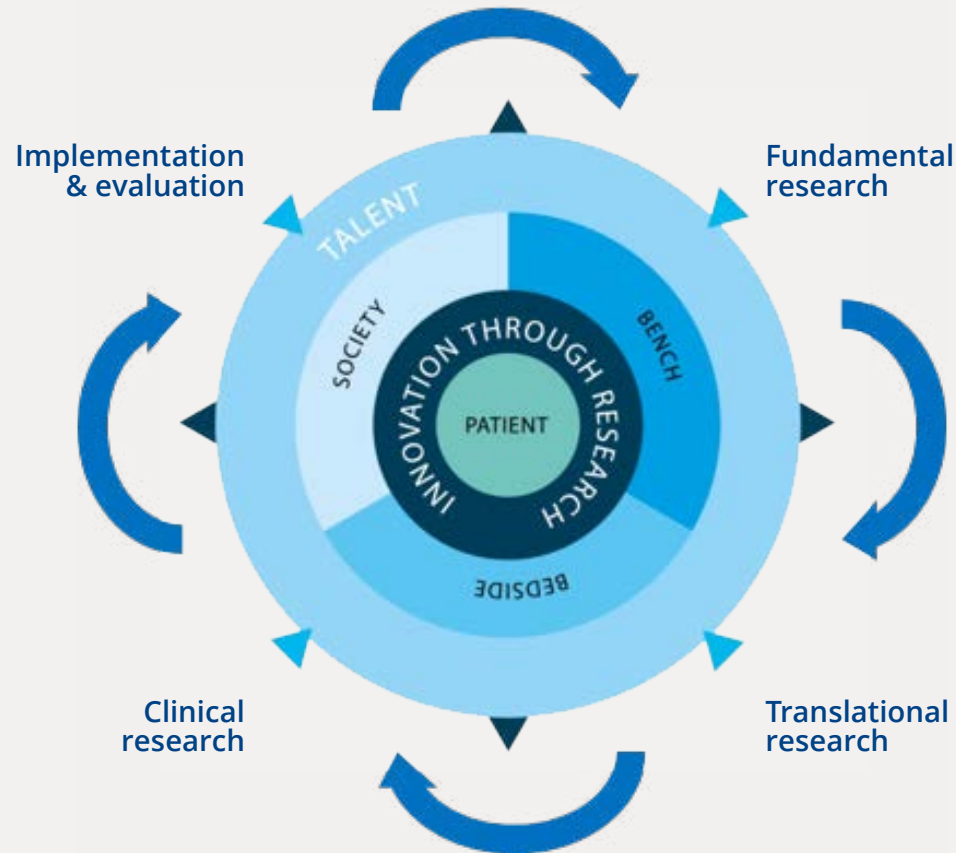 Implementation
& evaluation
Fundamental
research
TALENT
SOCIETY
BENCH
INNOVATION THROUGH RESEARCH
PATIENT
BEDSIDE
Clinical
research
Translational
research